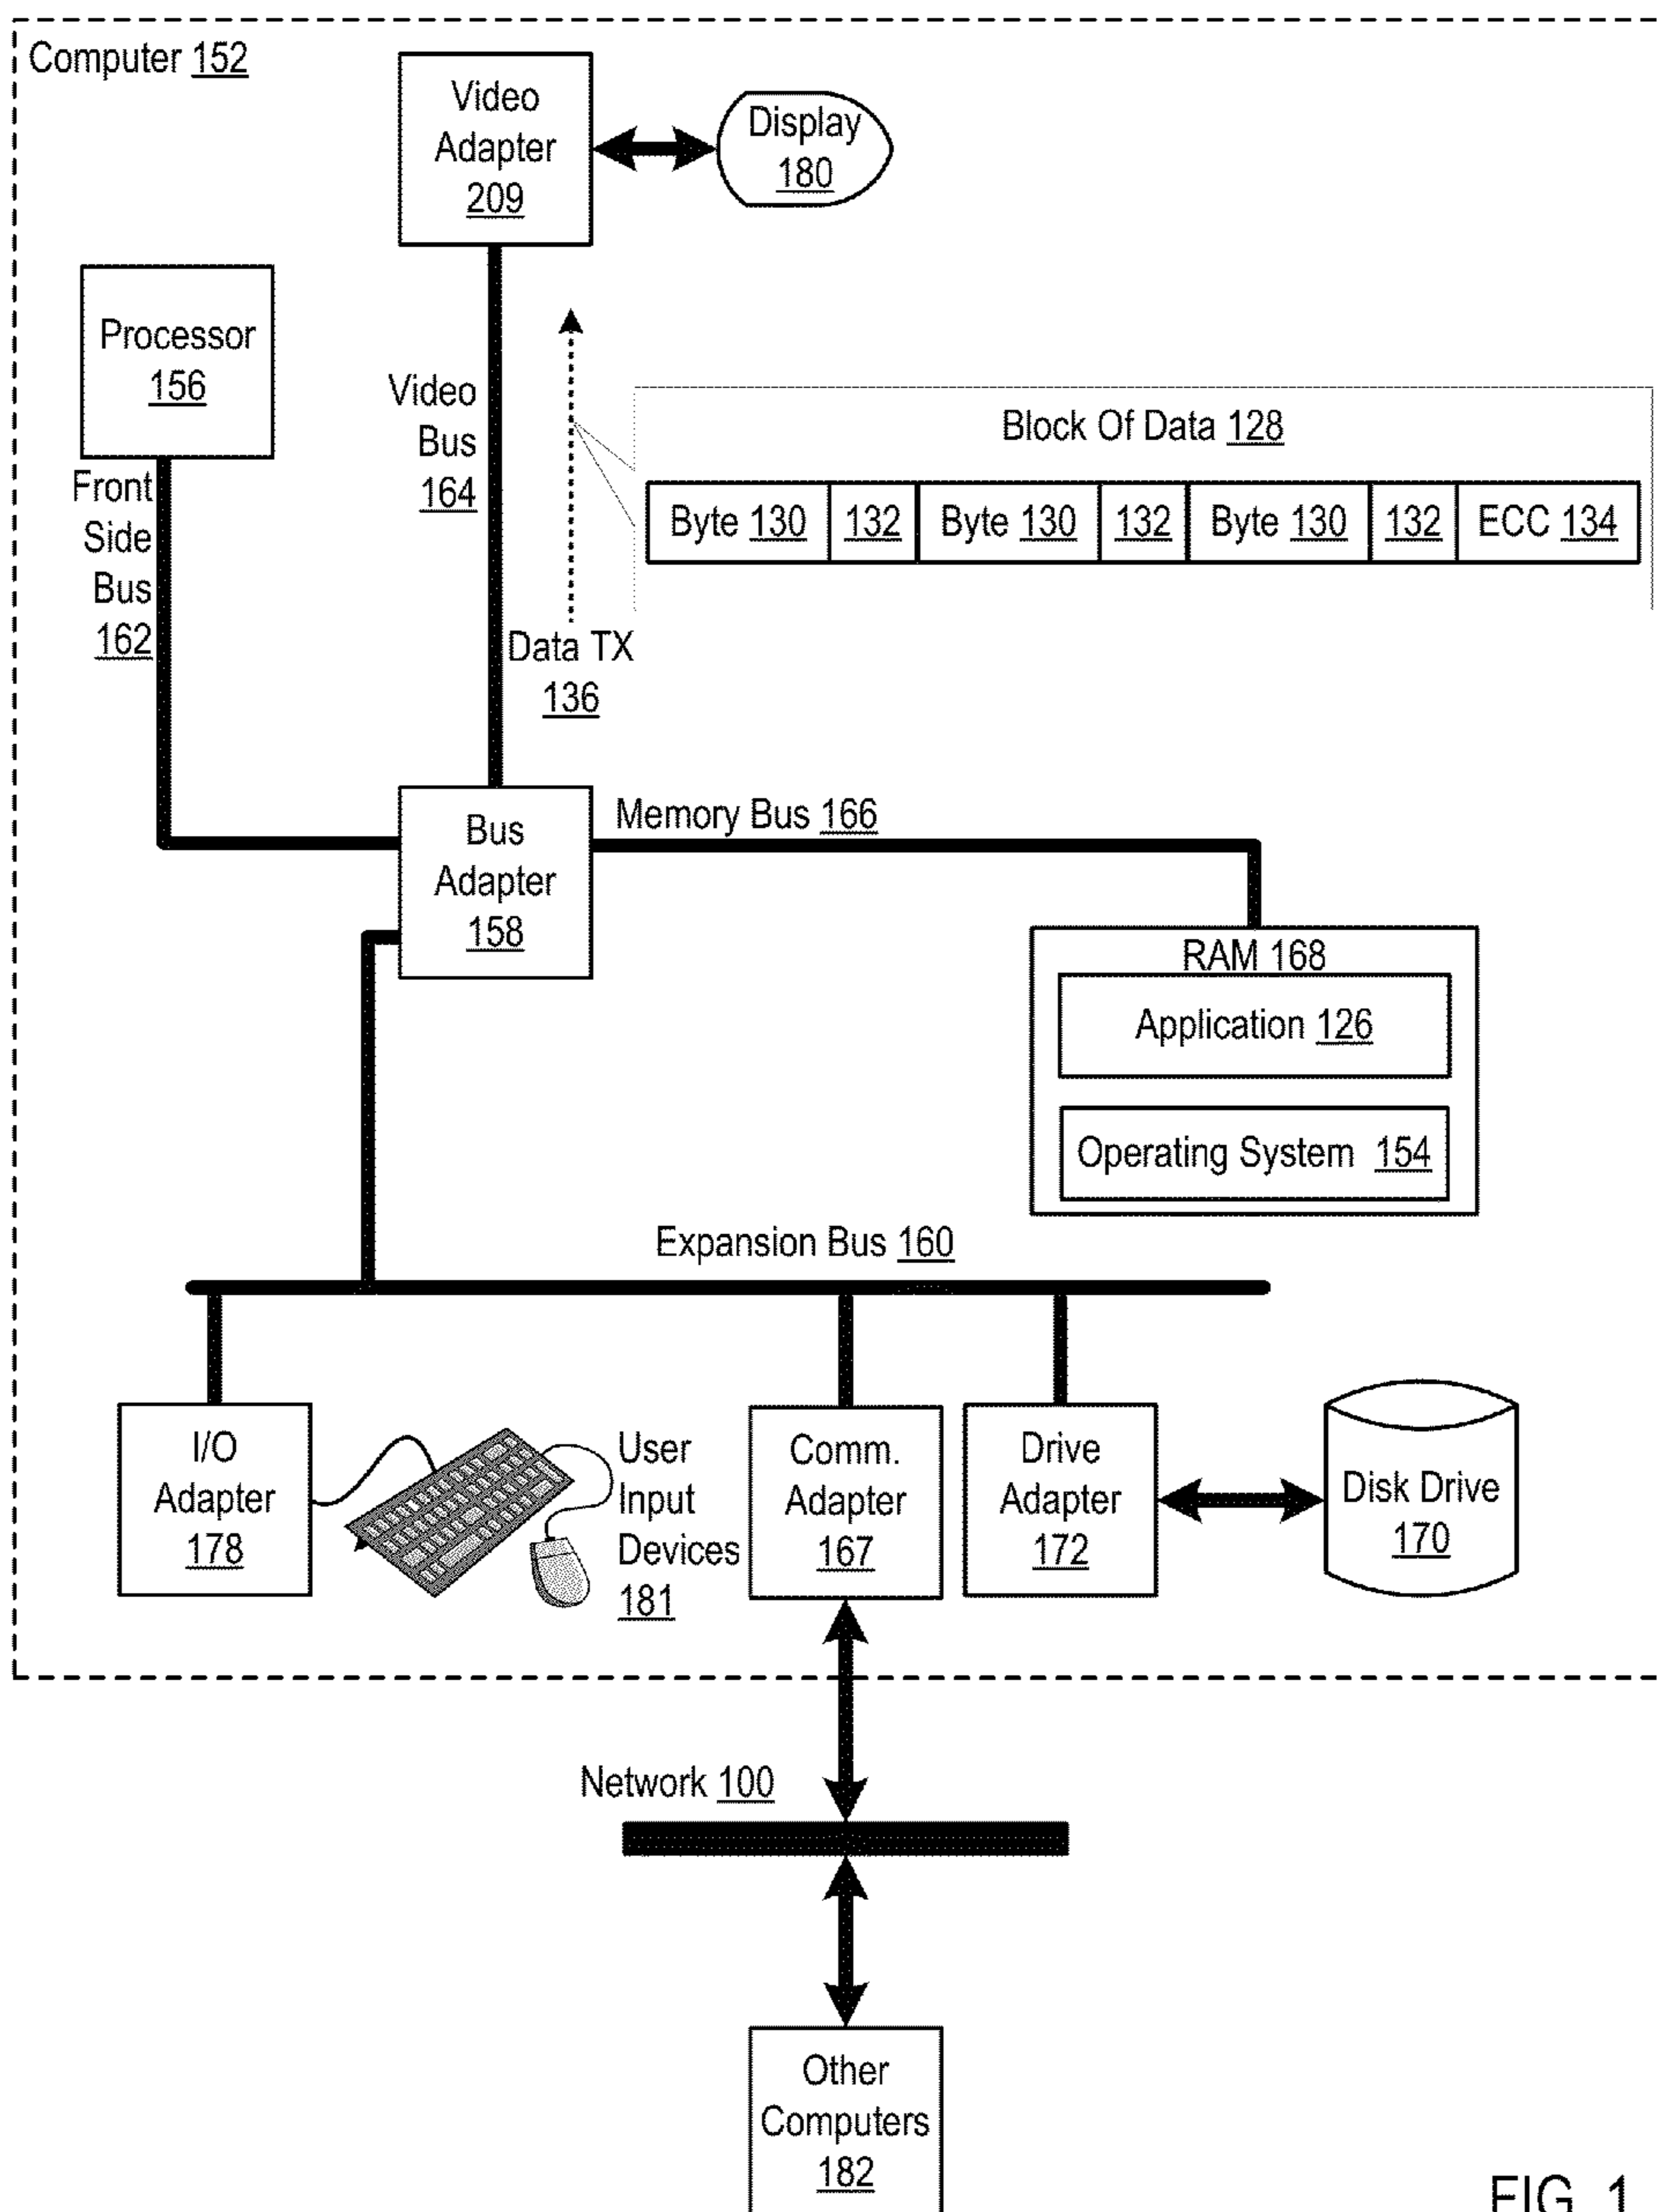 Computer 152
Video
Adapter
209
Display
180
Processor
156
Video
Bus
164
Block Of Data 128
Byte 130 132 Byte 130 132 Byte 130 132 ECC 134
Front
Side
Bus
162
Data TX
136
Bus
Adapter
158
Memory Bus 166
RAM 168
Application 126
Operating System 154
Expansion Bus 160
I/O
Adapter
178
User
Input
Devices
181
Comm.
Adapter
167
Drive
Adapter
172
Disk Drive
170
Network 100
Other
Computers
182
FIG. 1